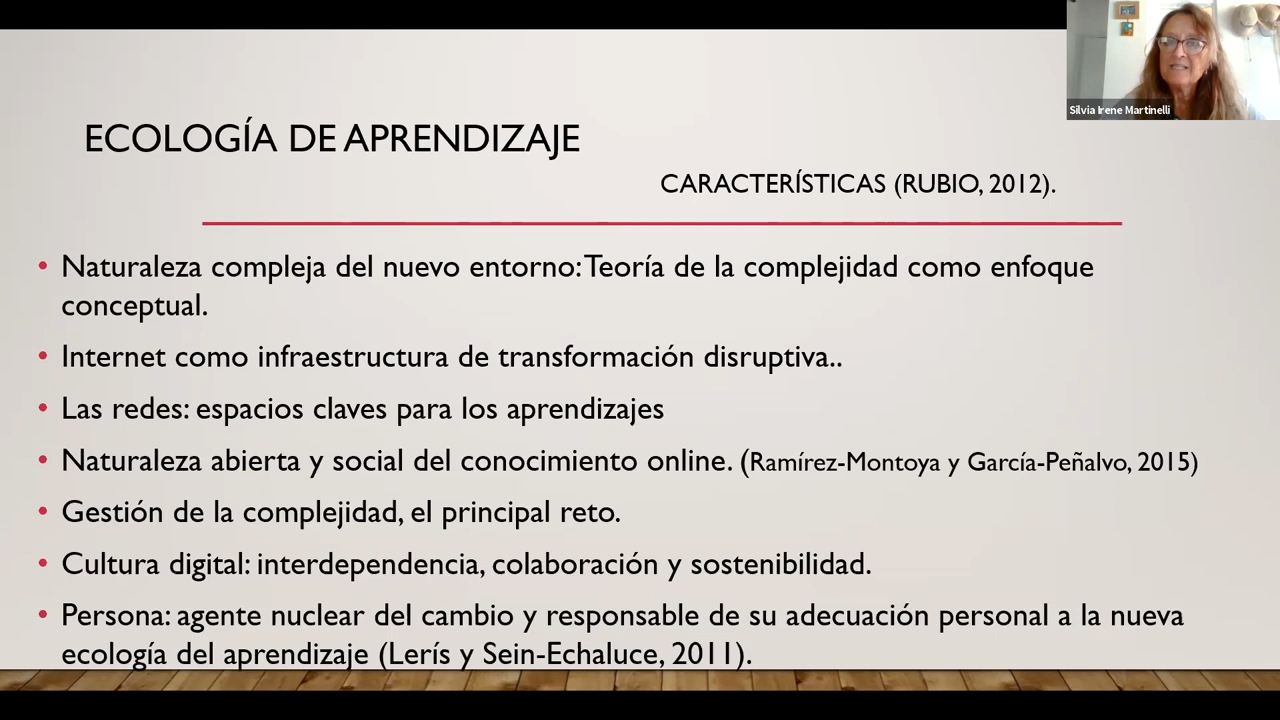 Silvia Irene Martinelli
ECOLOGÍA DE APRENDIZAJE
CARACTERÍSTICAS (RUBIO, 2012).
• Naturaleza compleja del nuevo entorno: Teoría de la complejidad como enfoque
conceptual.
• Internet como infraestructura de transformación disruptiva..
• Las redes: espacios claves para los aprendizajes
• Naturaleza abierta y social del conocimiento online. (Ramírez-Montoya y García-Peñalvo, 2015)
• Gestión de la complejidad, el principal reto.
• Cultura digital: interdependencia, colaboración y sostenibilidad.
• Persona: agente nuclear del cambio y responsable de su adecuación personal a la nueva
ecología del aprendizaje (Lerís y Sein-Echaluce, 2011).